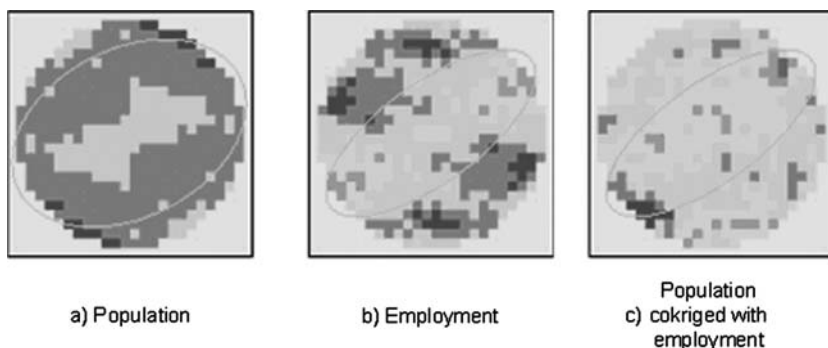 a) Population
b) Employment
Population
c) cokriged with
employment